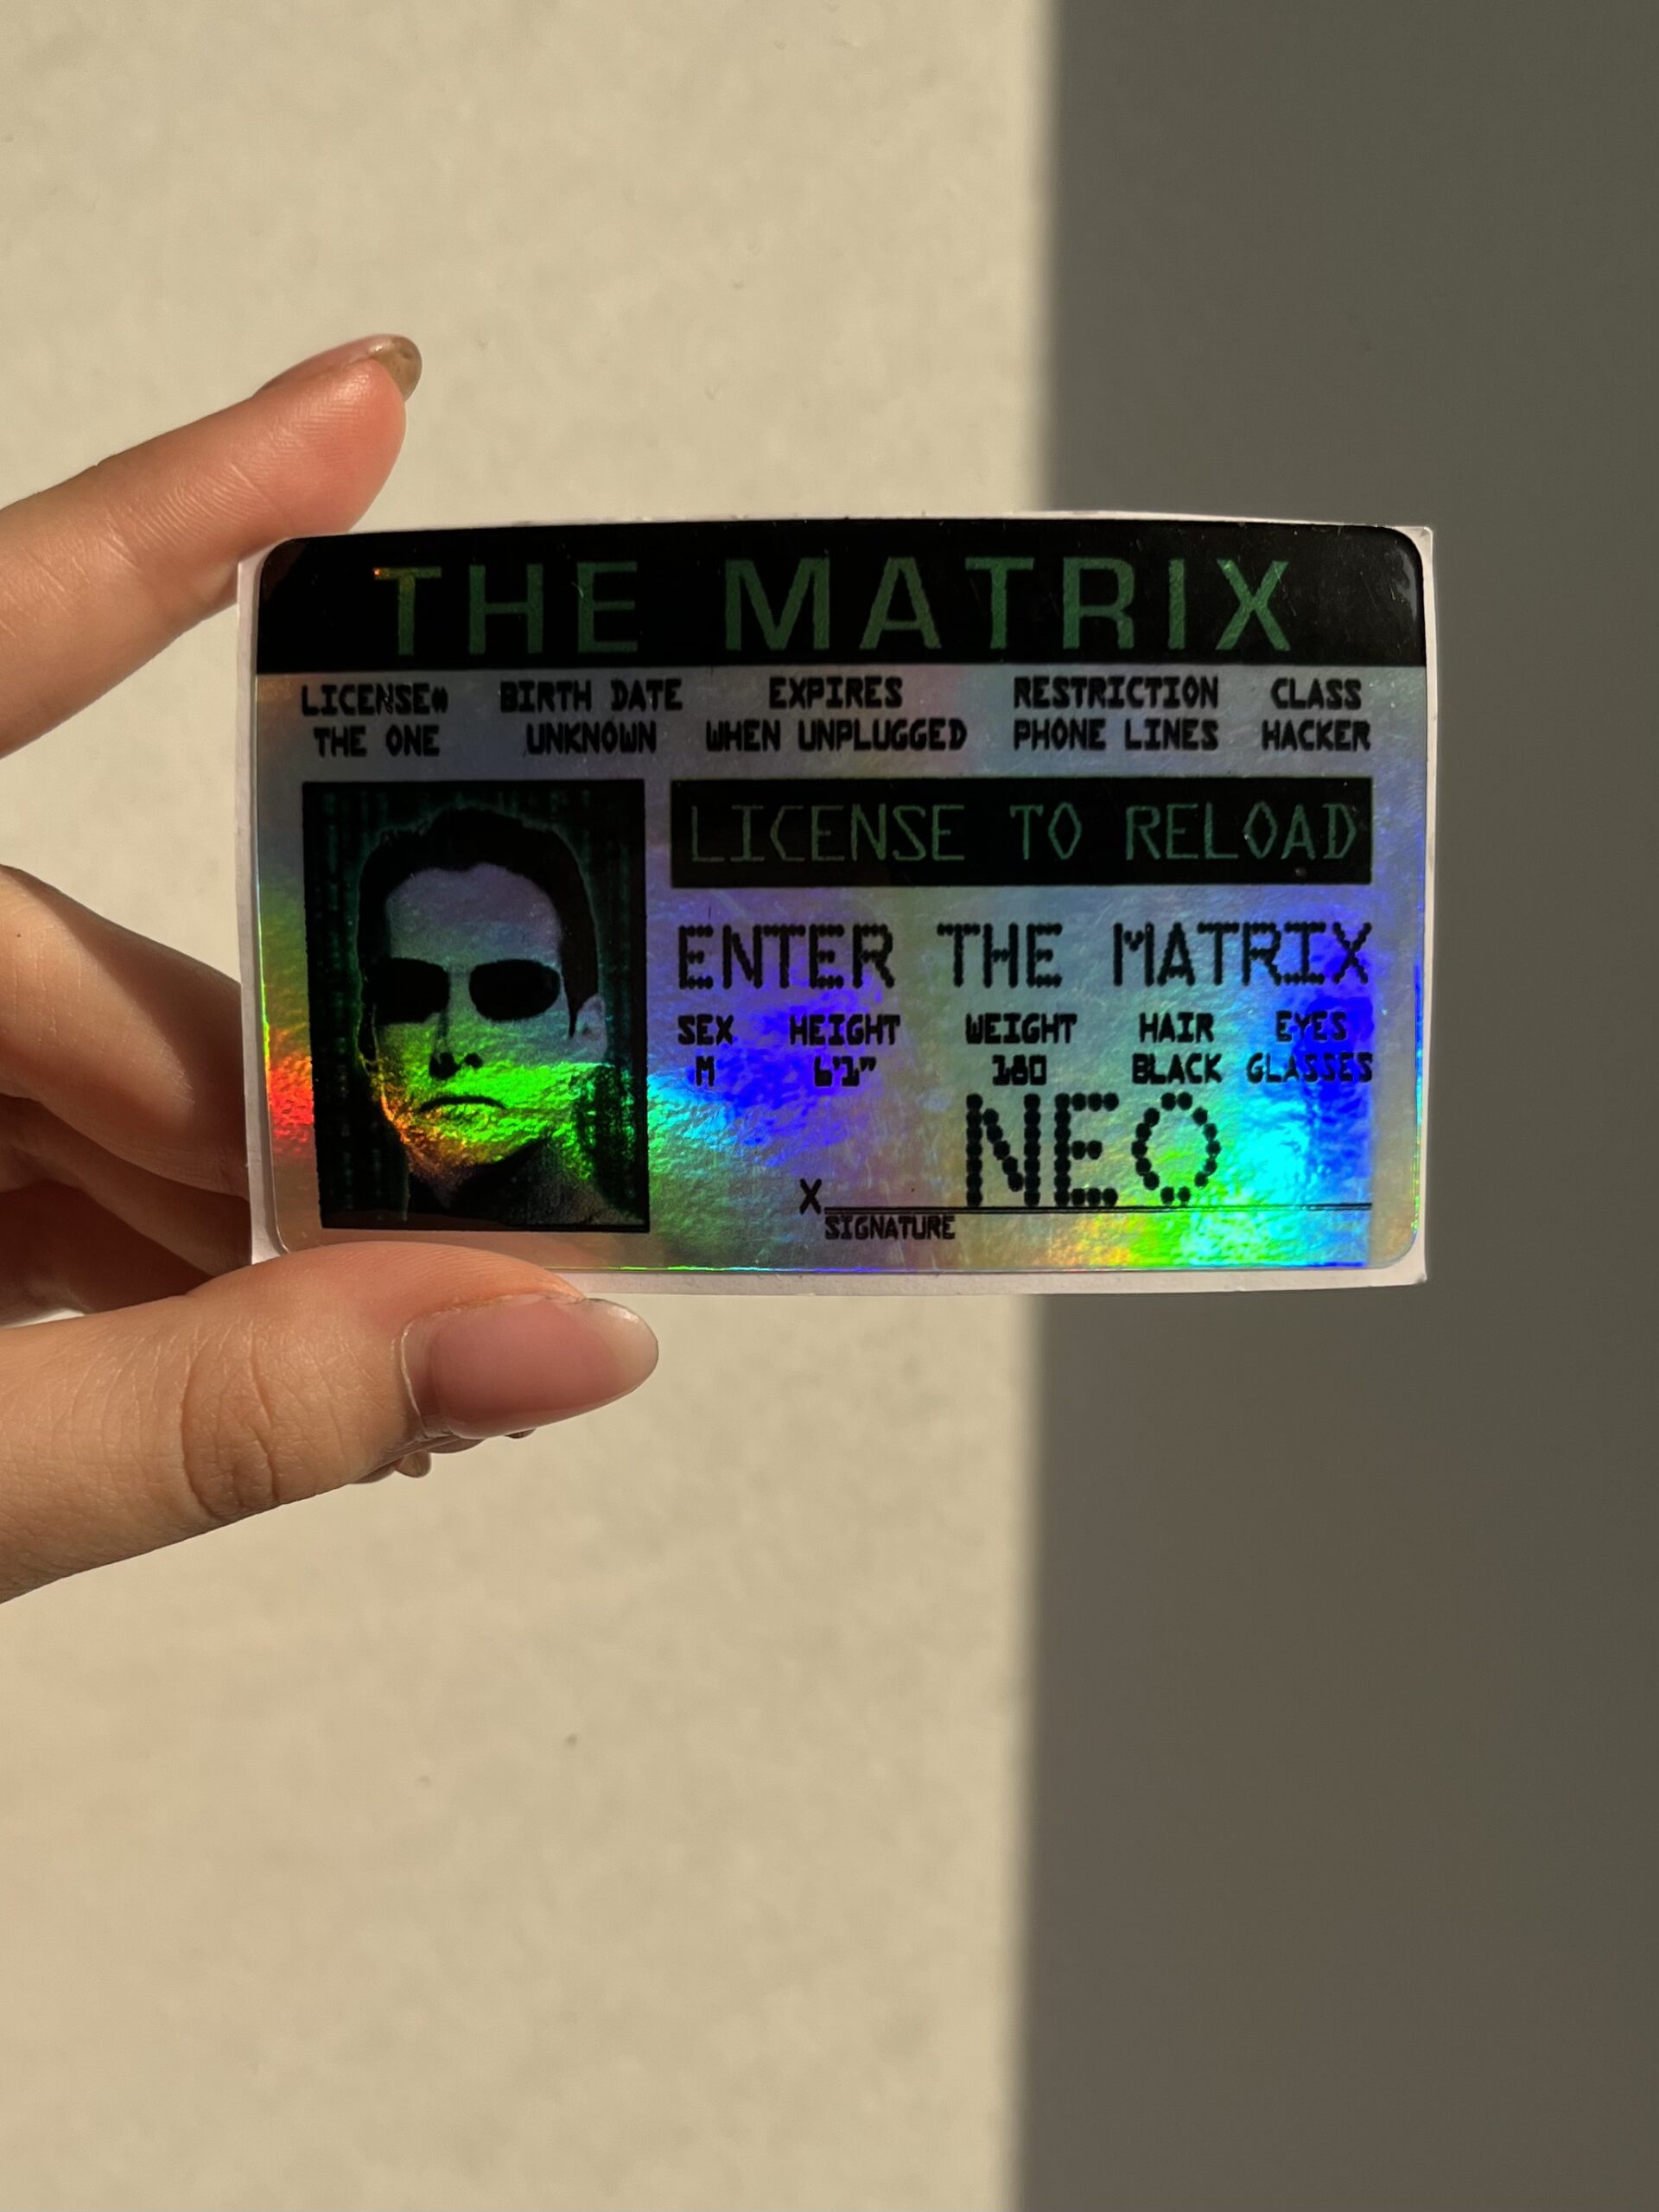 THE MATRIX
LICENSE# BIRTH DATE EXPIRES RESTRICTION CLASS
THE ONE UNKNOWN WHEN UNPLUGGED PHONE LINES HACKER
LICENSE TO RELOAD
ENTER THE MATRIX
SEX HEIGHT WEIGHT HAIR EYES
M 6'1" 180 BLACK GLASSES
NEO
X
SIGNATURE